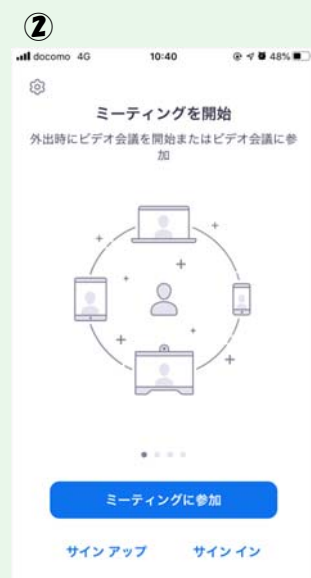 ②
docomo 4G 10:40 48%
ミーティングを開始
外出時にビデオ会議を開始またはビデオ会議に参
加
ミーティングに参加
サイン アップ サイン イン